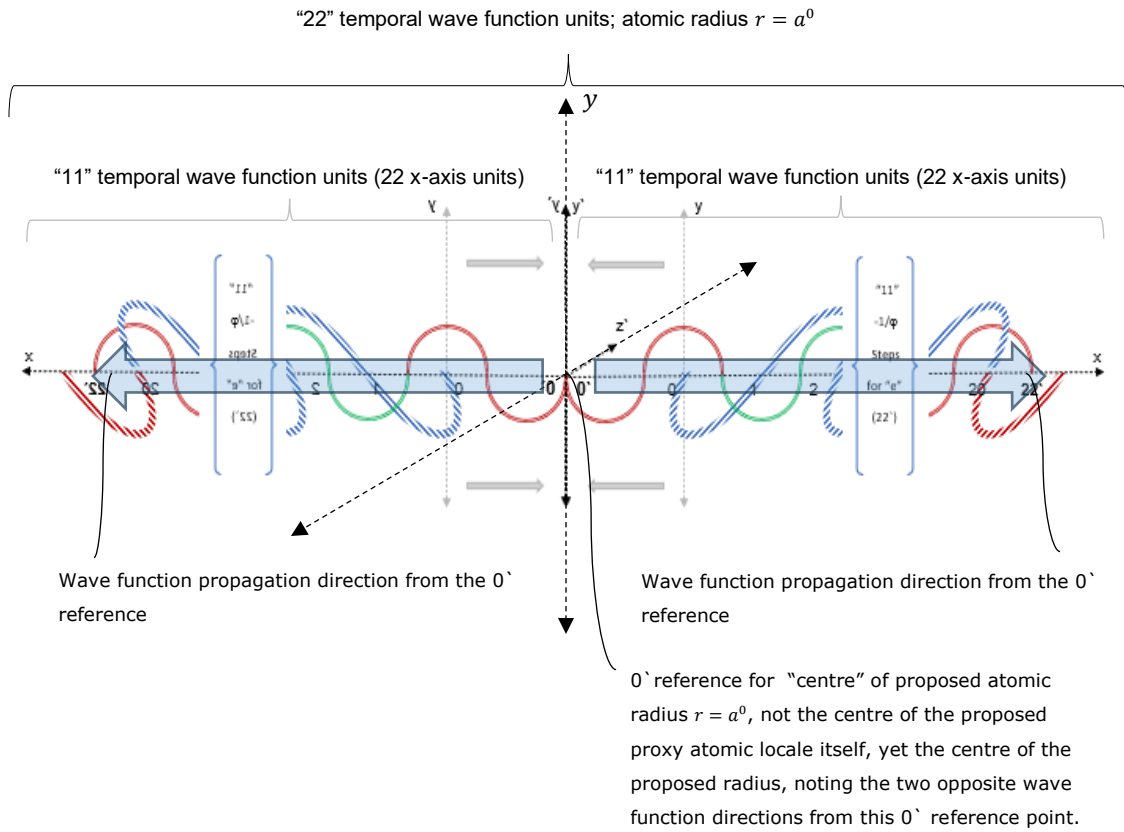 “22” temporal wave function units; atomic radius r = a⁰
y
“11” temporal wave function units (22 x-axis units)
“11” temporal wave function units (22 x-axis units)
y
y`
y`
y
z`
"11"
-1/φ
Steps
for "e"
(22`)
"11"
-1/φ
Steps
for "e"
(22`)
x
22`
20
2
0
0`
0`
0
1
2
20
22`
x
Wave function propagation direction from the 0`
reference
Wave function propagation direction from the 0`
reference
0`reference for “centre” of proposed atomic
radius r = a⁰, not the centre of the proposed
proxy atomic locale itself, yet the centre of the
proposed radius, noting the two opposite wave
function directions from this 0` reference point.